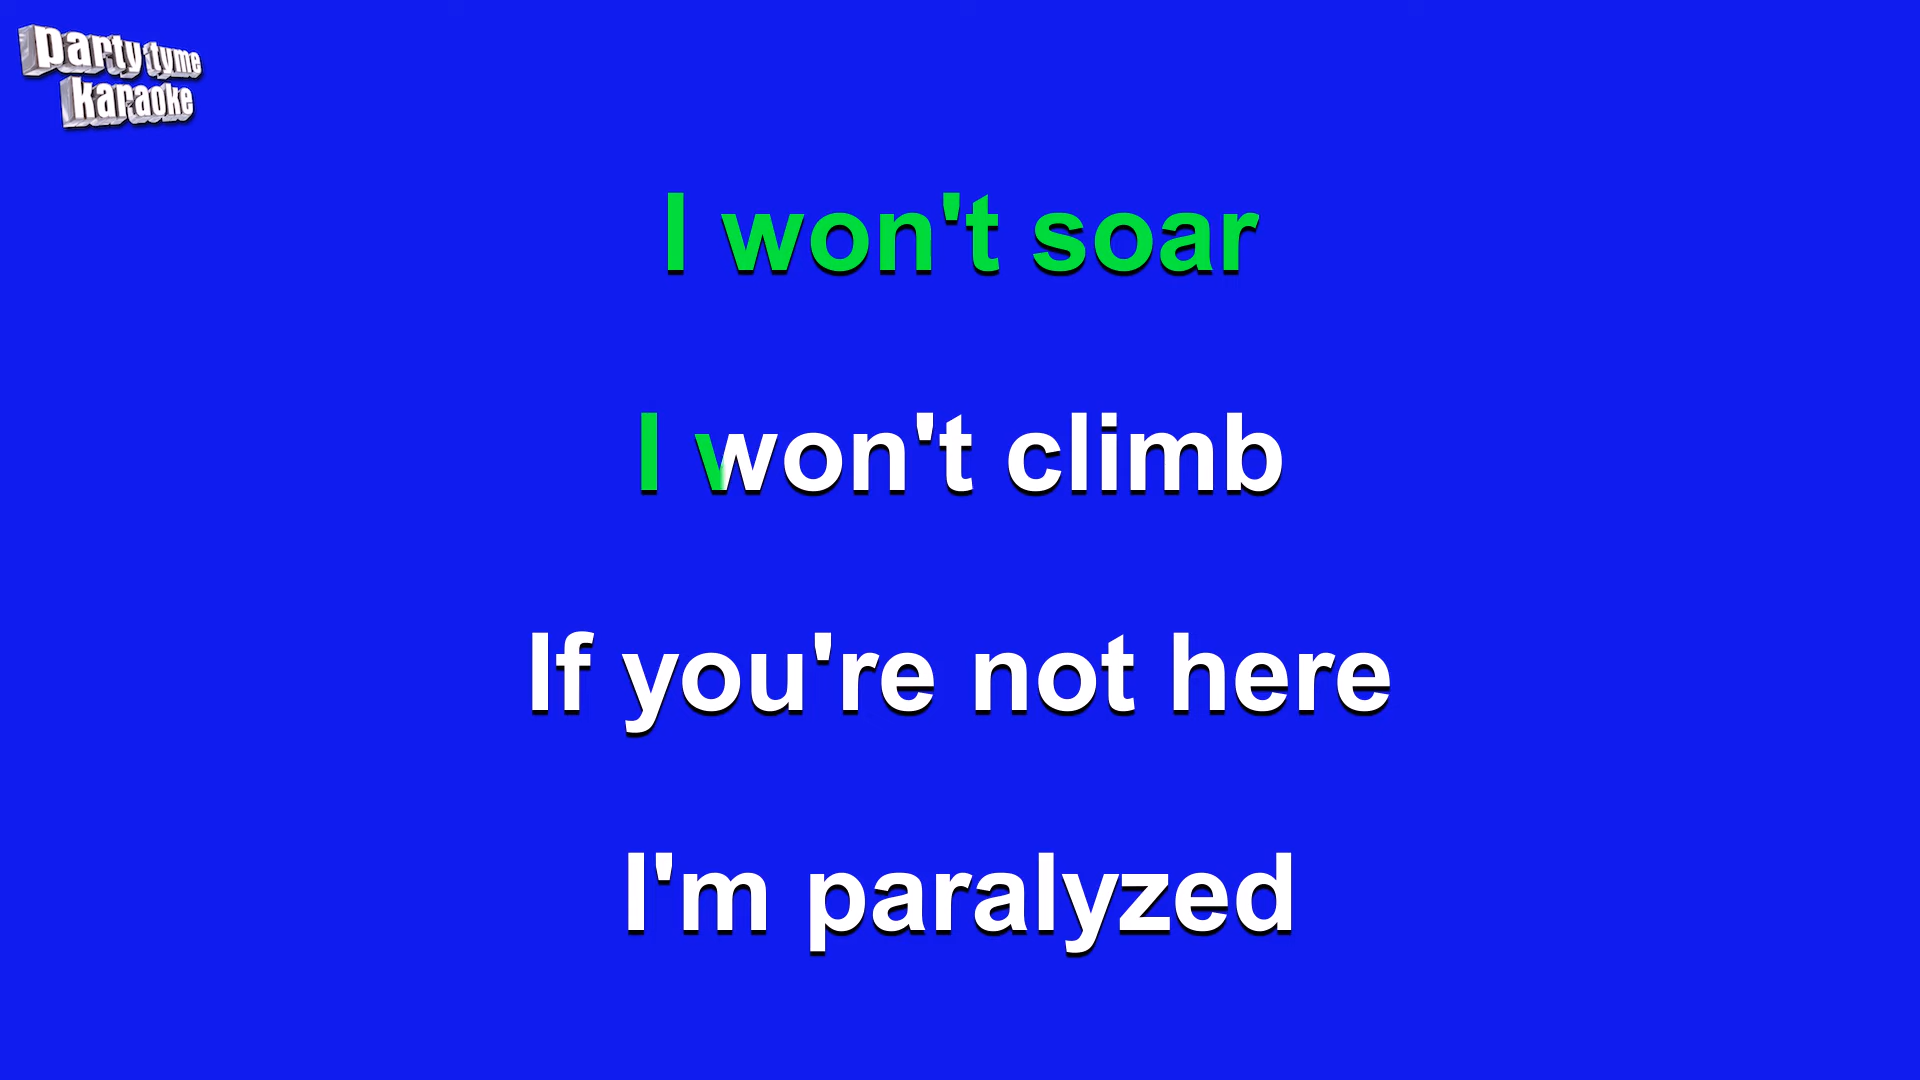 party tyme
karaoke
I won't soar
I won't climb
If you're not here
I'm paralyzed